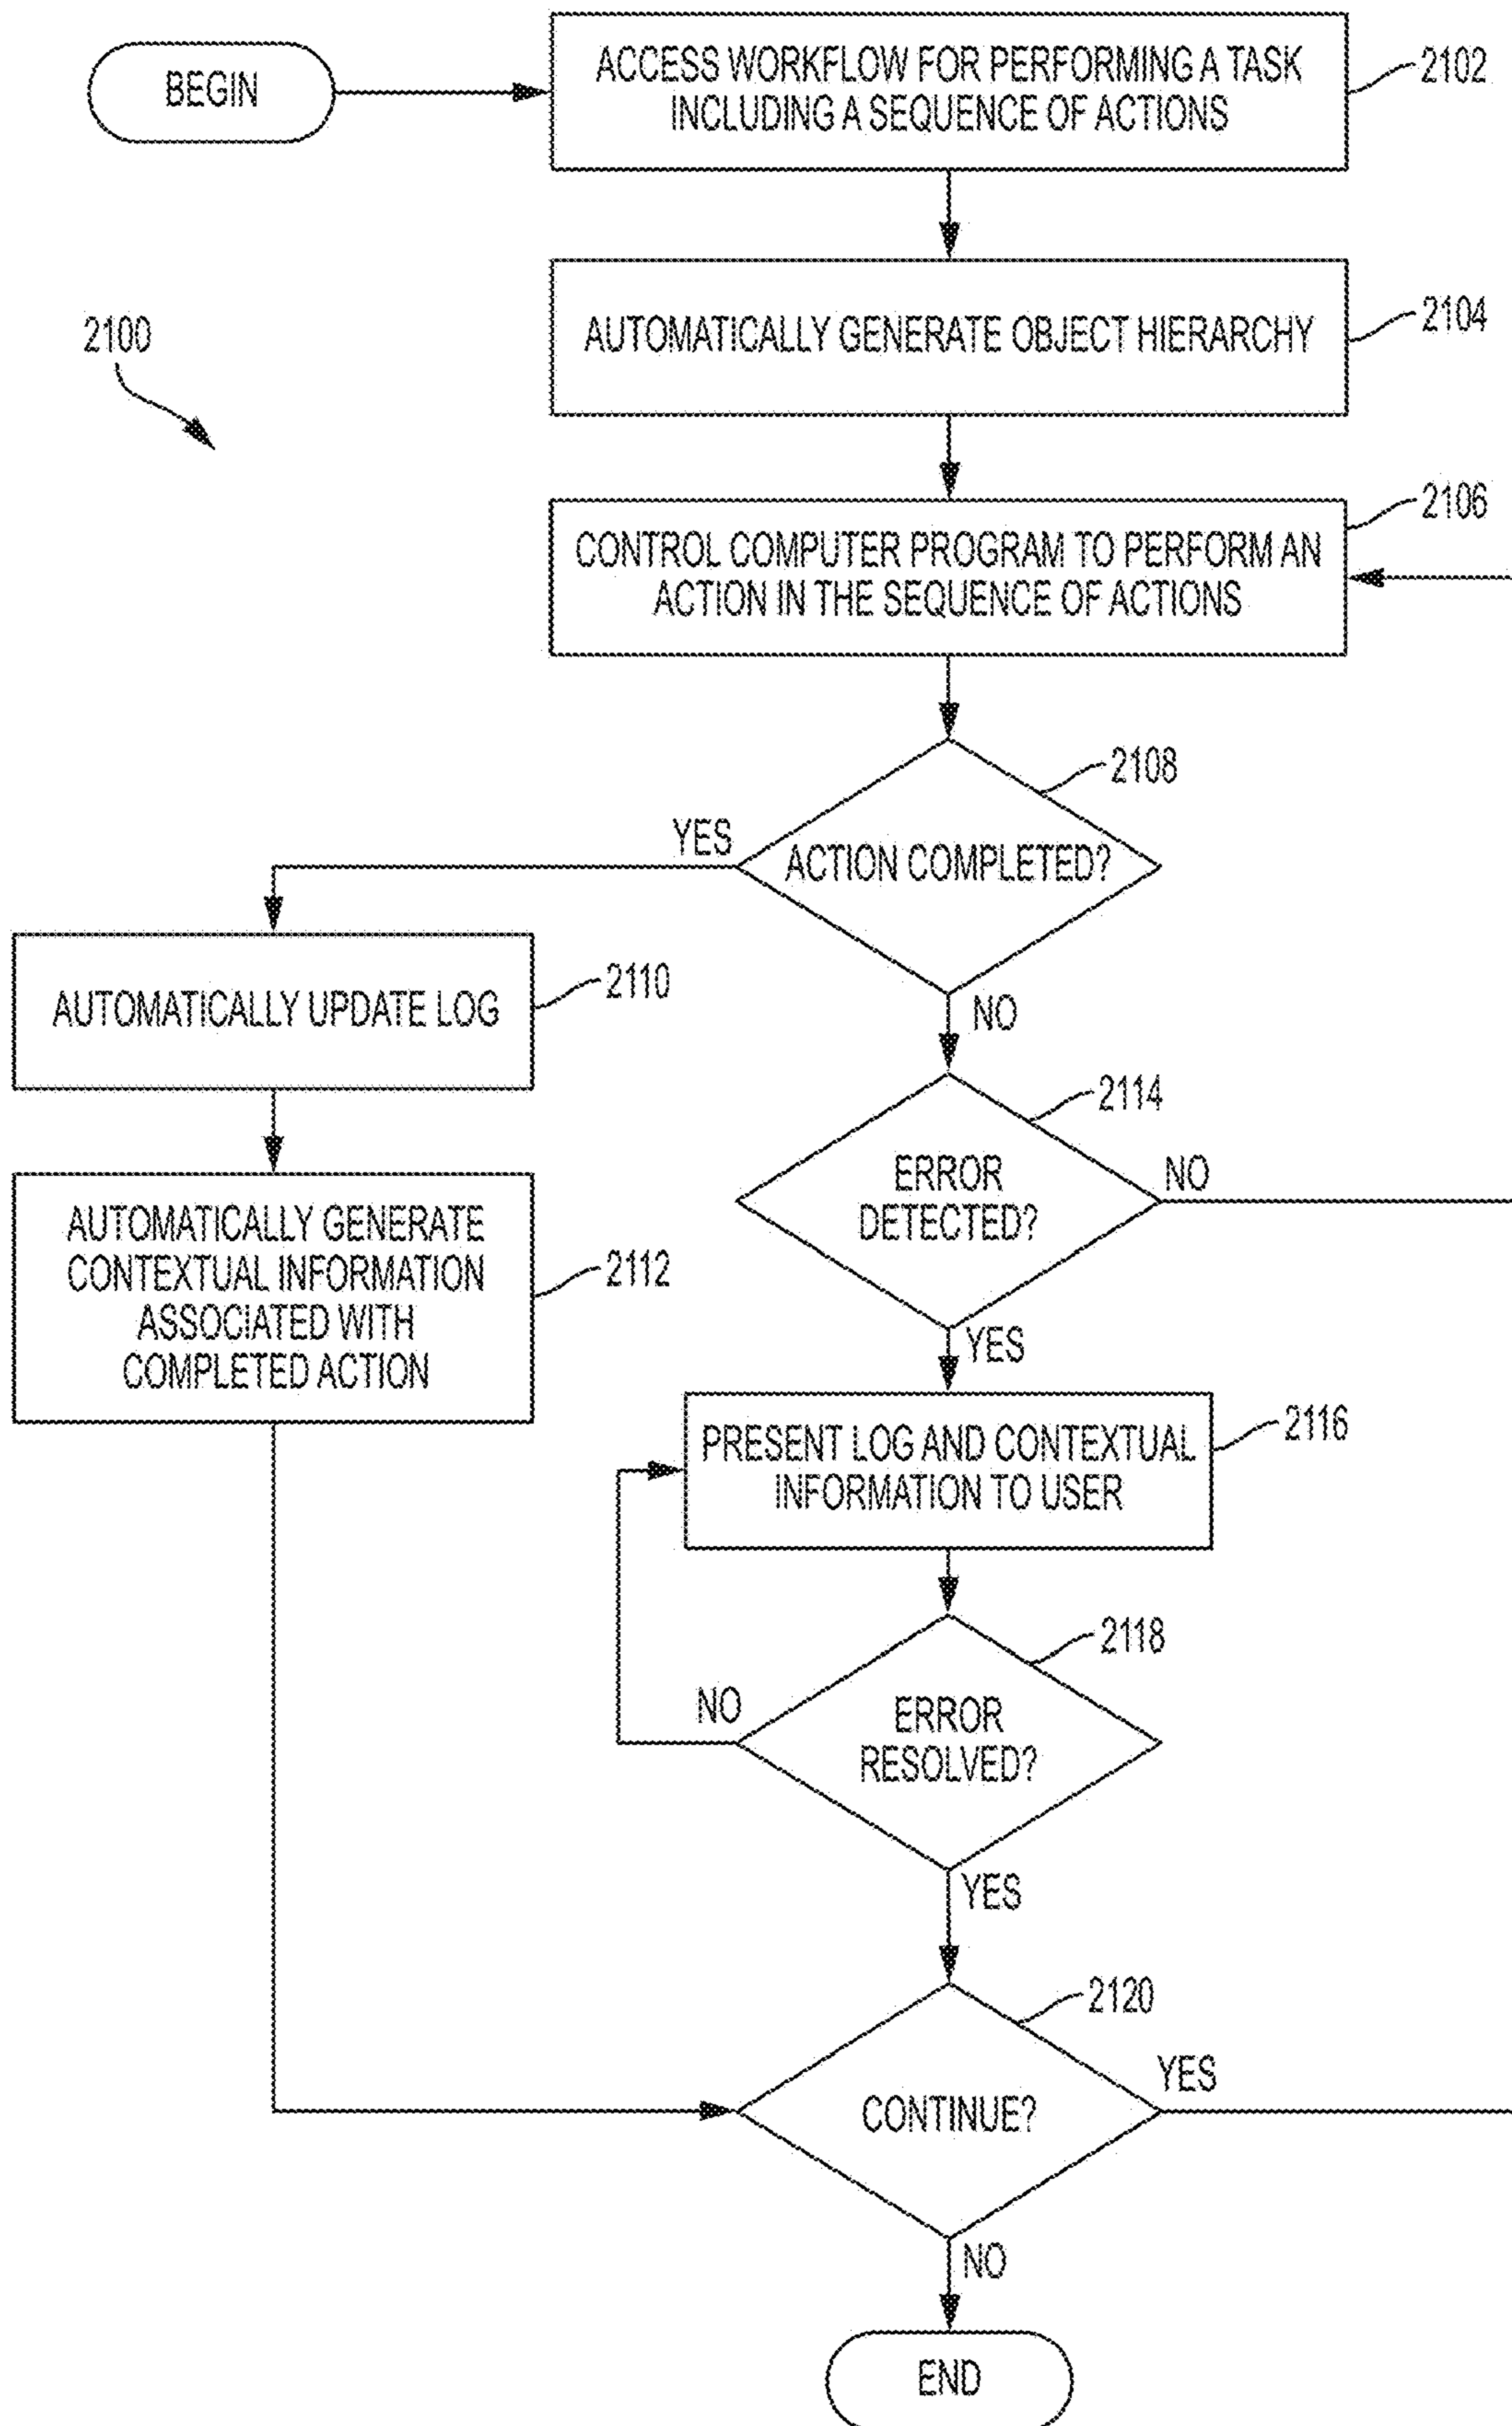 BEGIN
ACCESS WORKFLOW FOR PERFORMING A TASK
INCLUDING A SEQUENCE OF ACTIONS
2102
AUTOMATICALLY GENERATE OBJECT HIERARCHY
2104
2100
CONTROL COMPUTER PROGRAM TO PERFORM AN
ACTION IN THE SEQUENCE OF ACTIONS
2106
ACTION COMPLETED?
2108
YES
NO
AUTOMATICALLY UPDATE LOG
2110
AUTOMATICALLY GENERATE
CONTEXTUAL INFORMATION
ASSOCIATED WITH
COMPLETED ACTION
2112
ERROR
DETECTED?
2114
NO
YES
PRESENT LOG AND CONTEXTUAL
INFORMATION TO USER
2116
ERROR
RESOLVED?
2118
NO
YES
CONTINUE?
2120
YES
NO
END